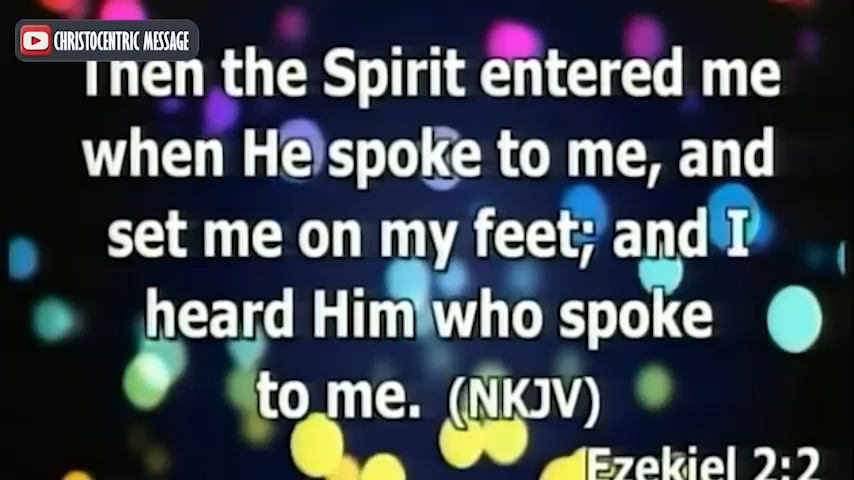 CHRISTOCENTRIC MESSAGE
Then the Spirit entered me
when He spoke to me, and
set me on my feet; and I
heard Him who spoke
to me. (NKJV)
Ezekiel 2:2